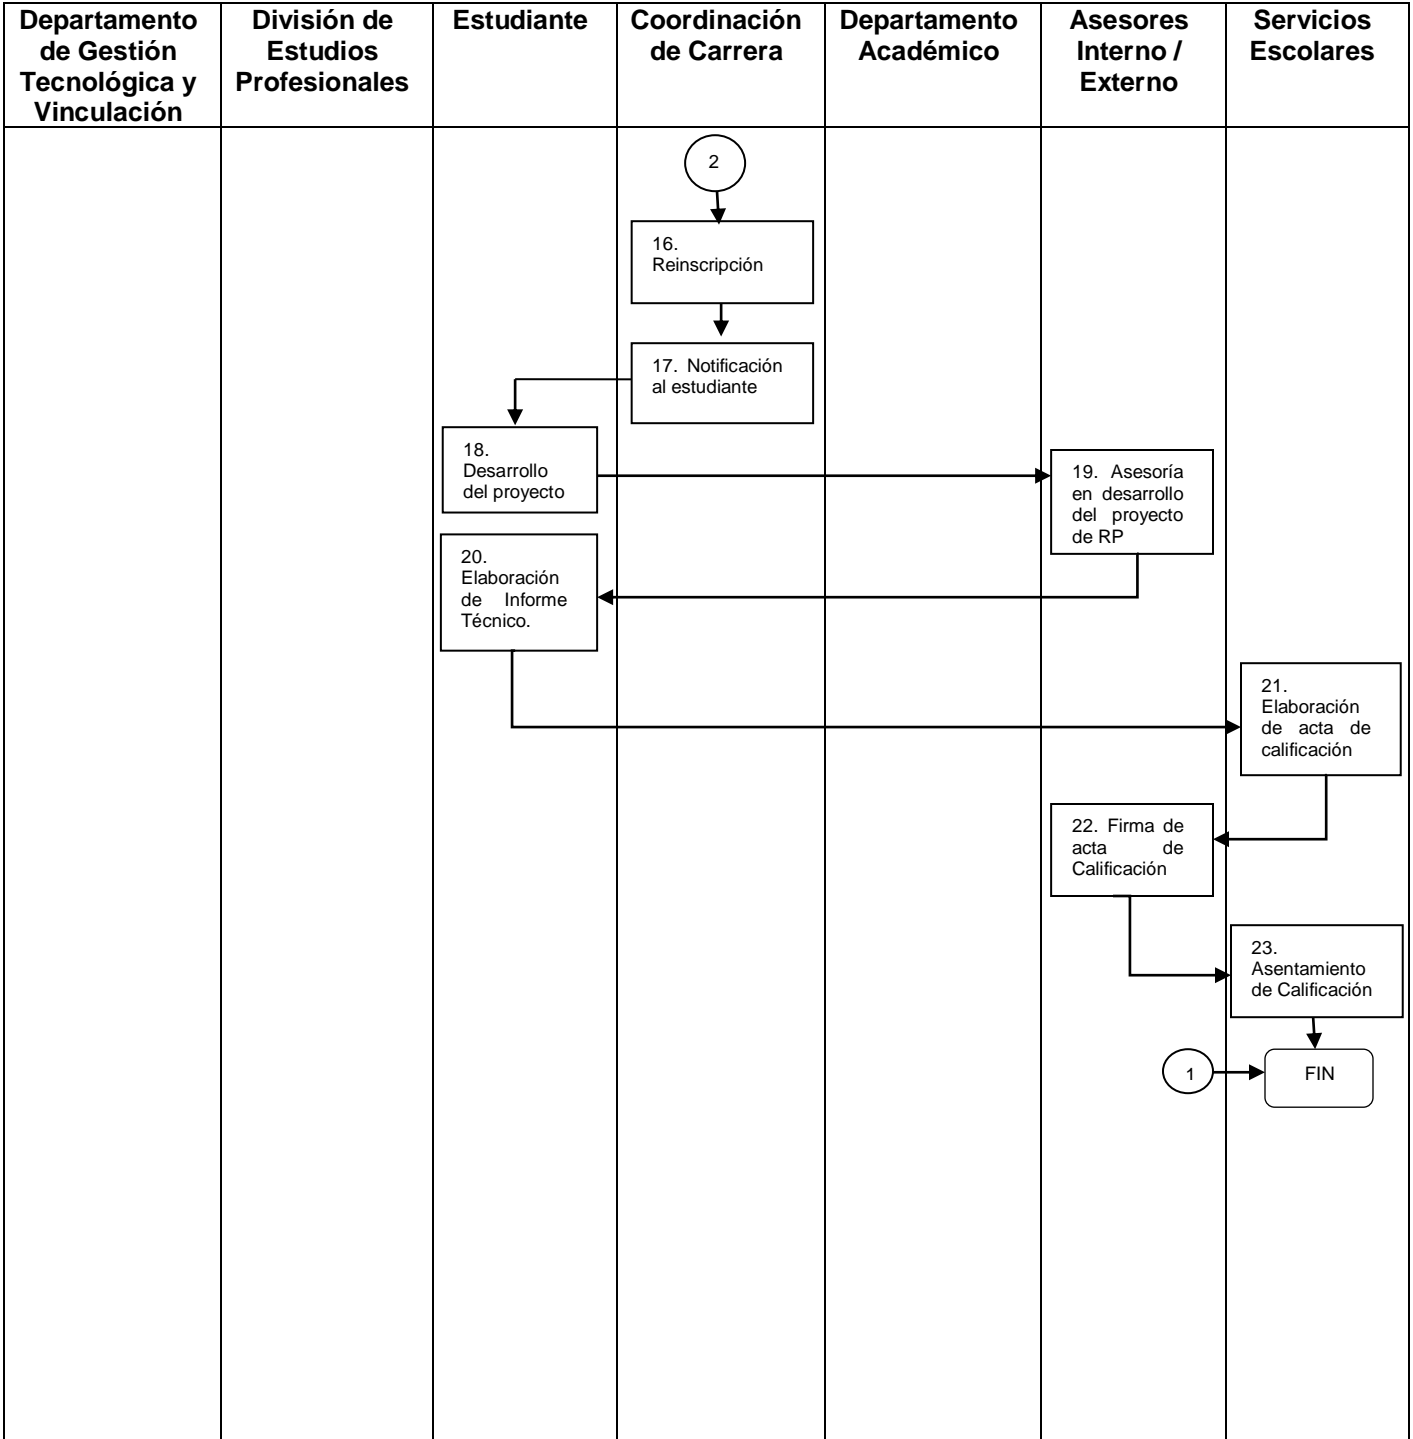 Departamento
de Gestión
Tecnológica y
Vinculación
División de
Estudios
Profesionales
Estudiante
Coordinación
de Carrera
Departamento
Académico
Asesores
Interno /
Externo
Servicios
Escolares
2
16.
Reinscripción
17. Notificación
al estudiante
18.
Desarrollo
del proyecto
19. Asesoría
en desarrollo
del proyecto
de RP
20.
Elaboración
de Informe
Técnico.
21.
Elaboración
de acta de
calificación
22. Firma de
acta de
Calificación
23.
Asentamiento
de Calificación
1
FIN